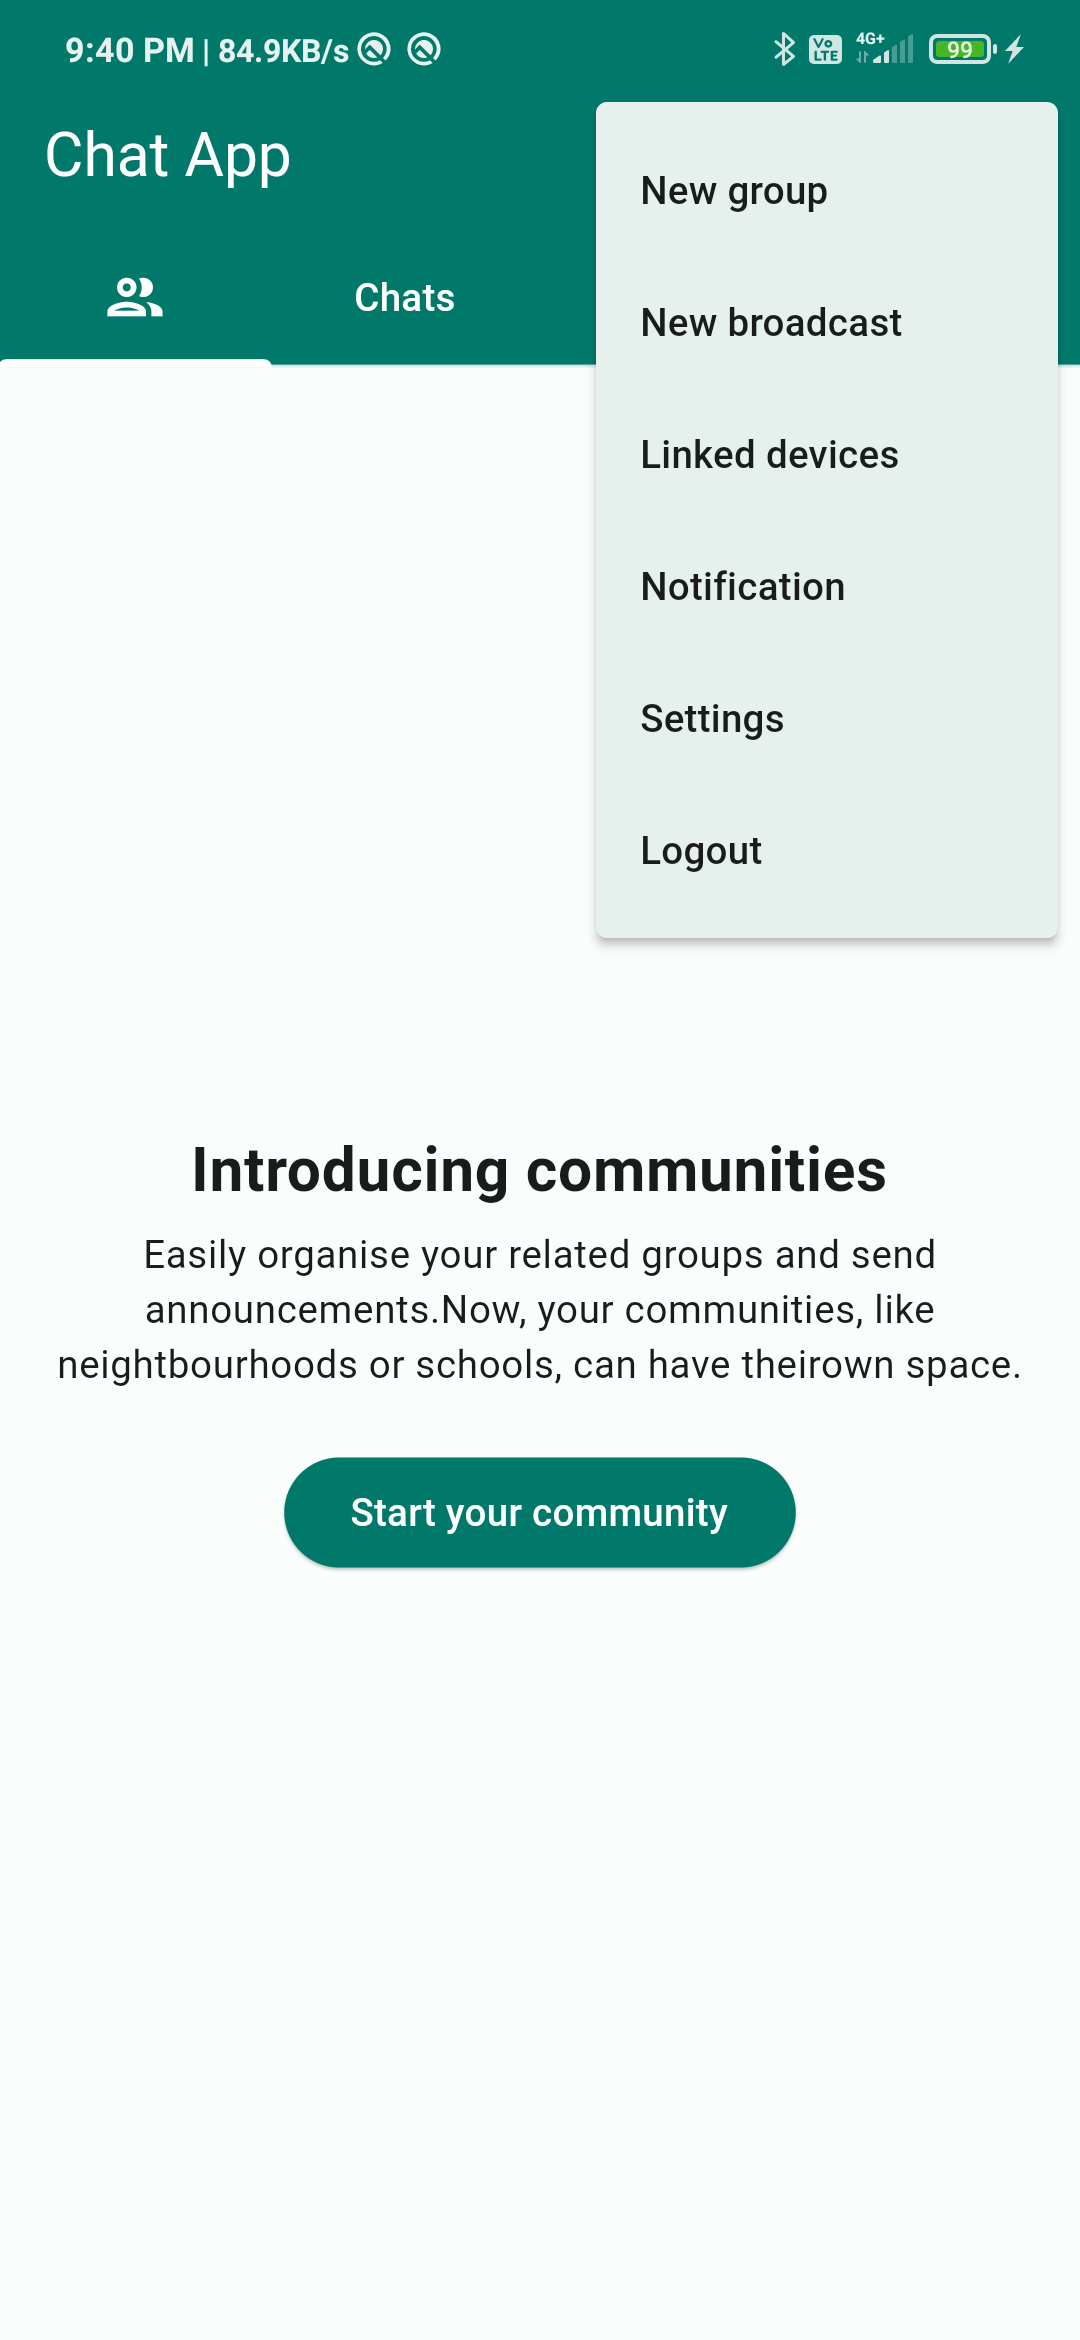 9:40 PM | 84.9KB/s
Vo LTE 4G+ 99
Chat App
Chats
New group
New broadcast
Linked devices
Notification
Settings
Logout
Introducing communities
Easily organise your related groups and send
announcements.Now, your communities, like
neightbourhoods or schools, can have theirown space.
Start your community